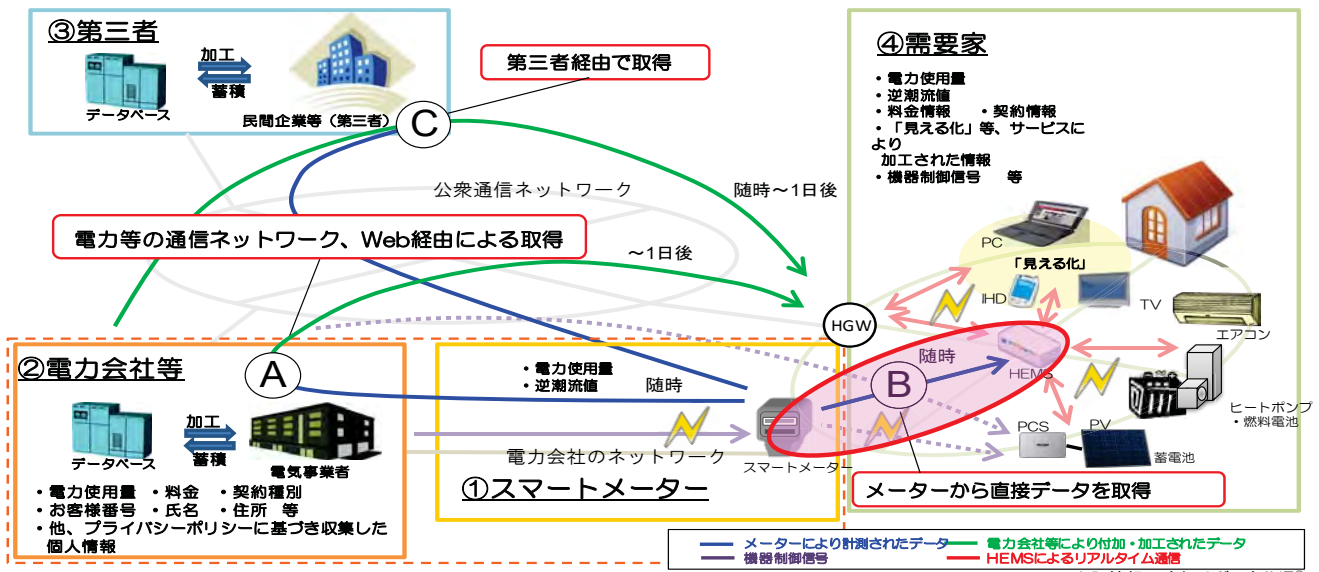 ③第三者
加工
蓄積
データベース
民間企業等（第三者）
C
第三者経由で取得
公衆通信ネットワーク
随時～1日後
電力等の通信ネットワーク、Web経由による取得
～1日後
④需要家
・電力使用量
・逆潮流値
・料金情報　・契約情報
・「見える化」等、サービスに
より
加工された情報
・機器制御信号　等
PC
「見える化」
IHD
TV
エアコン
HGW
随時
B
HEMS
ヒートポンプ
・燃料電池
PCS
PV
蓄電池
メーターから直接データを取得
②電力会社等
A
加工
蓄積
データベース
電気事業者
・電力使用量　・料金　・契約種別
・お客様番号　・氏名　・住所　等
・他、プライバシーポリシーに基づき収集した
個人情報
・電力使用量
・逆潮流値
随時
電力会社のネットワーク
スマートメーター
①スマートメーター
メーターにより計測されたデータ
電力会社等により付加・加工されたデータ
機器制御信号
HEMSによるリアルタイム通信